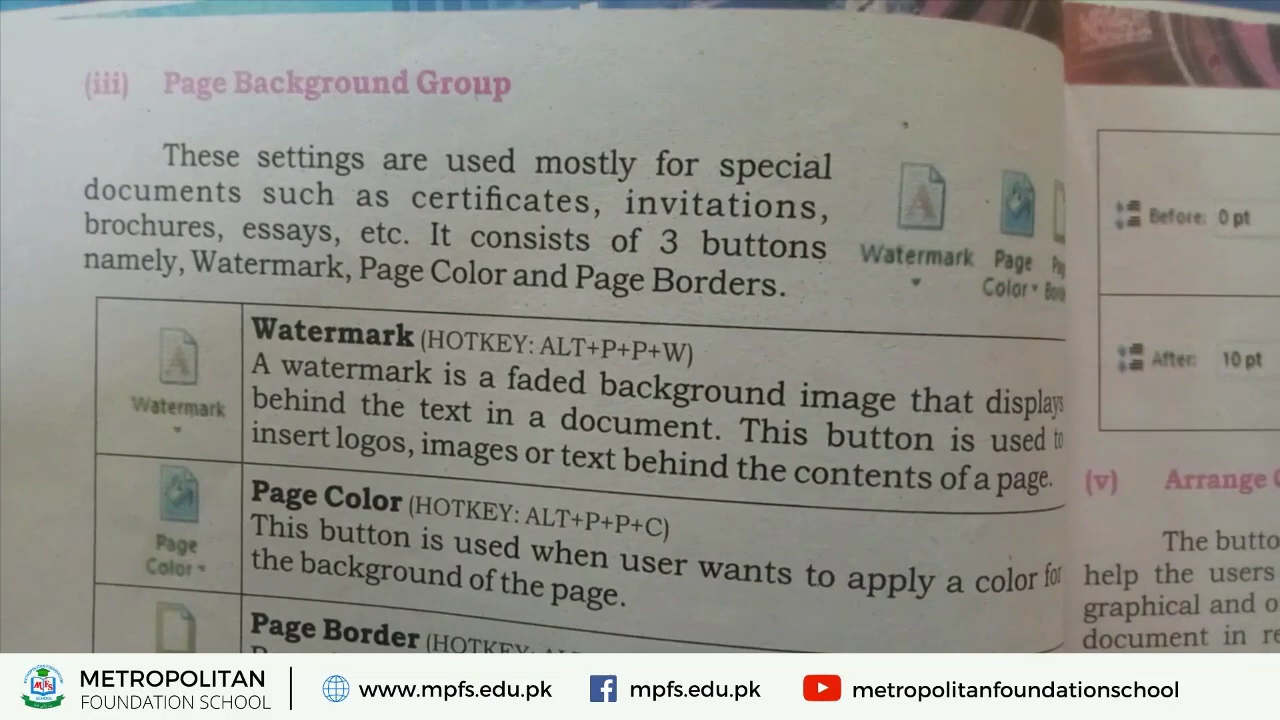 (iii) Page Background Group
These settings are used mostly for special
documents such as certificates, invitations,
brochures, essays, etc. It consists of 3 buttons
namely, Watermark, Page Color and Page Borders.
Watermark
Page
Color
Watermark
Watermark (HOTKEY: ALT+P+P+W)
A watermark is a faded background image that displays
behind the text in a document. This button is used to
insert logos, images or text behind the contents of a page.
Page
Color
Page Color (HOTKEY: ALT+P+P+C)
This button is used when user wants to apply a color for
the background of the page.
Page Border (HOTKEY:
Before: 0 pt
After: 10 pt
(v) Arrange
The butto
help the users
graphical and o
document in re
METROPOLITAN
FOUNDATION SCHOOL
www.mpfs.edu.pk
mpfs.edu.pk
metropolitanfoundationschool